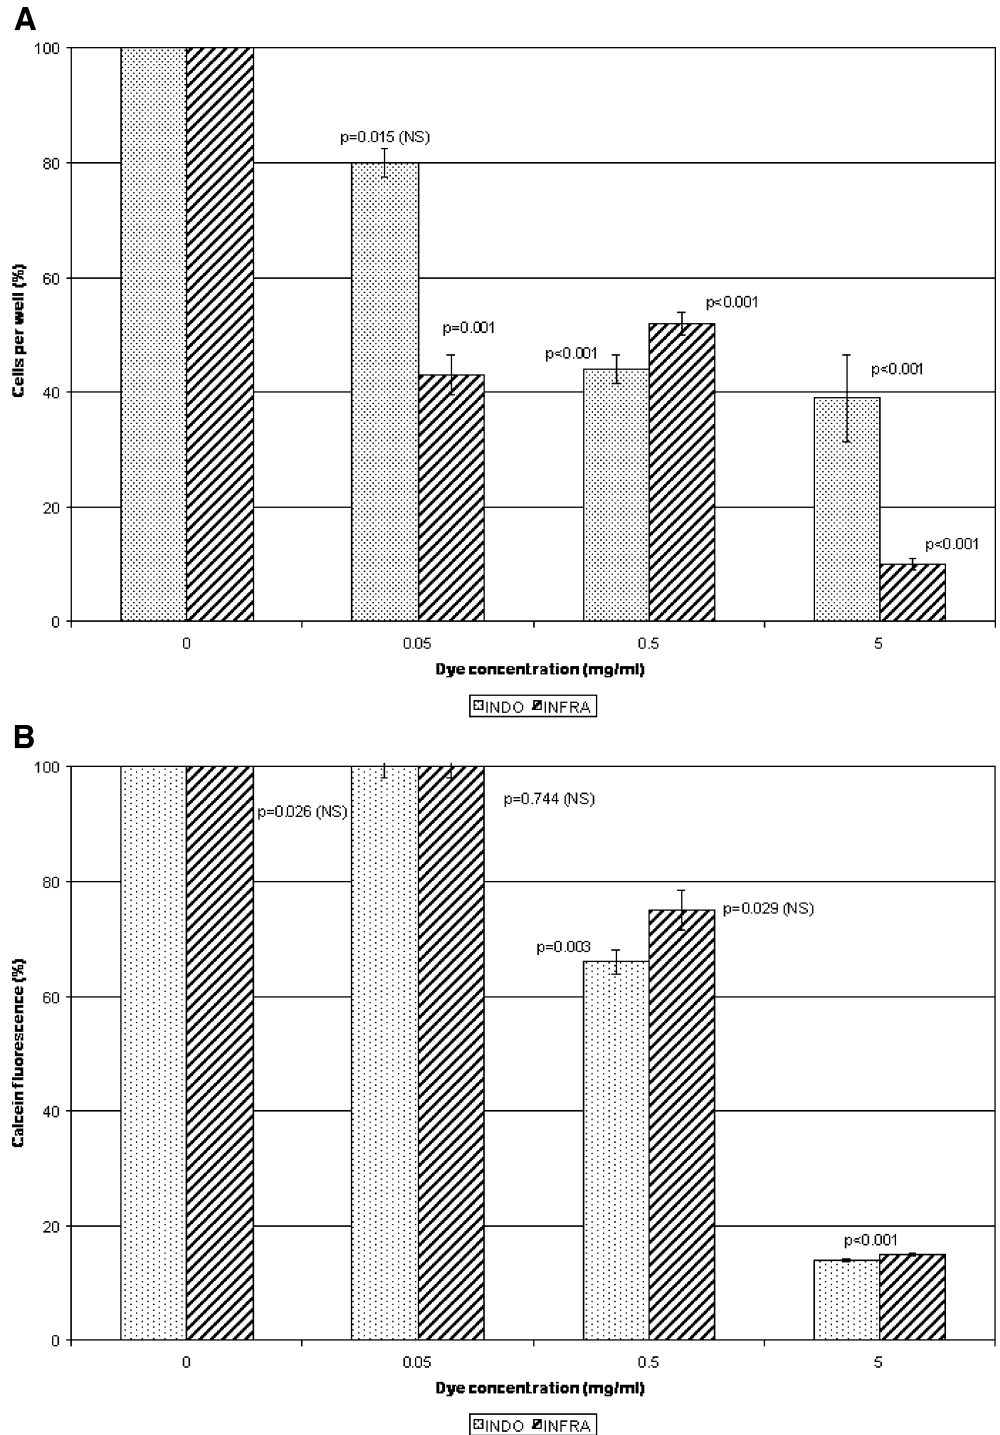 A
100
p=0.015 (NS)
80
60
p<0.001
p=0.001
p<0.001
p<0.001
40
20
p<0.001
0
Cells per well (%)
0 0.05 0.5 5
Dye concentration (mg/ml)
INDO INFRA
B
100
p=0.026 (NS)
p=0.744 (NS)
80
p=0.003
p=0.029 (NS)
60
40
20
p<0.001
0
Calcein fluorescence (%)
0 0.05 0.5 5
Dye concentration (mg/ml)
INDO INFRA